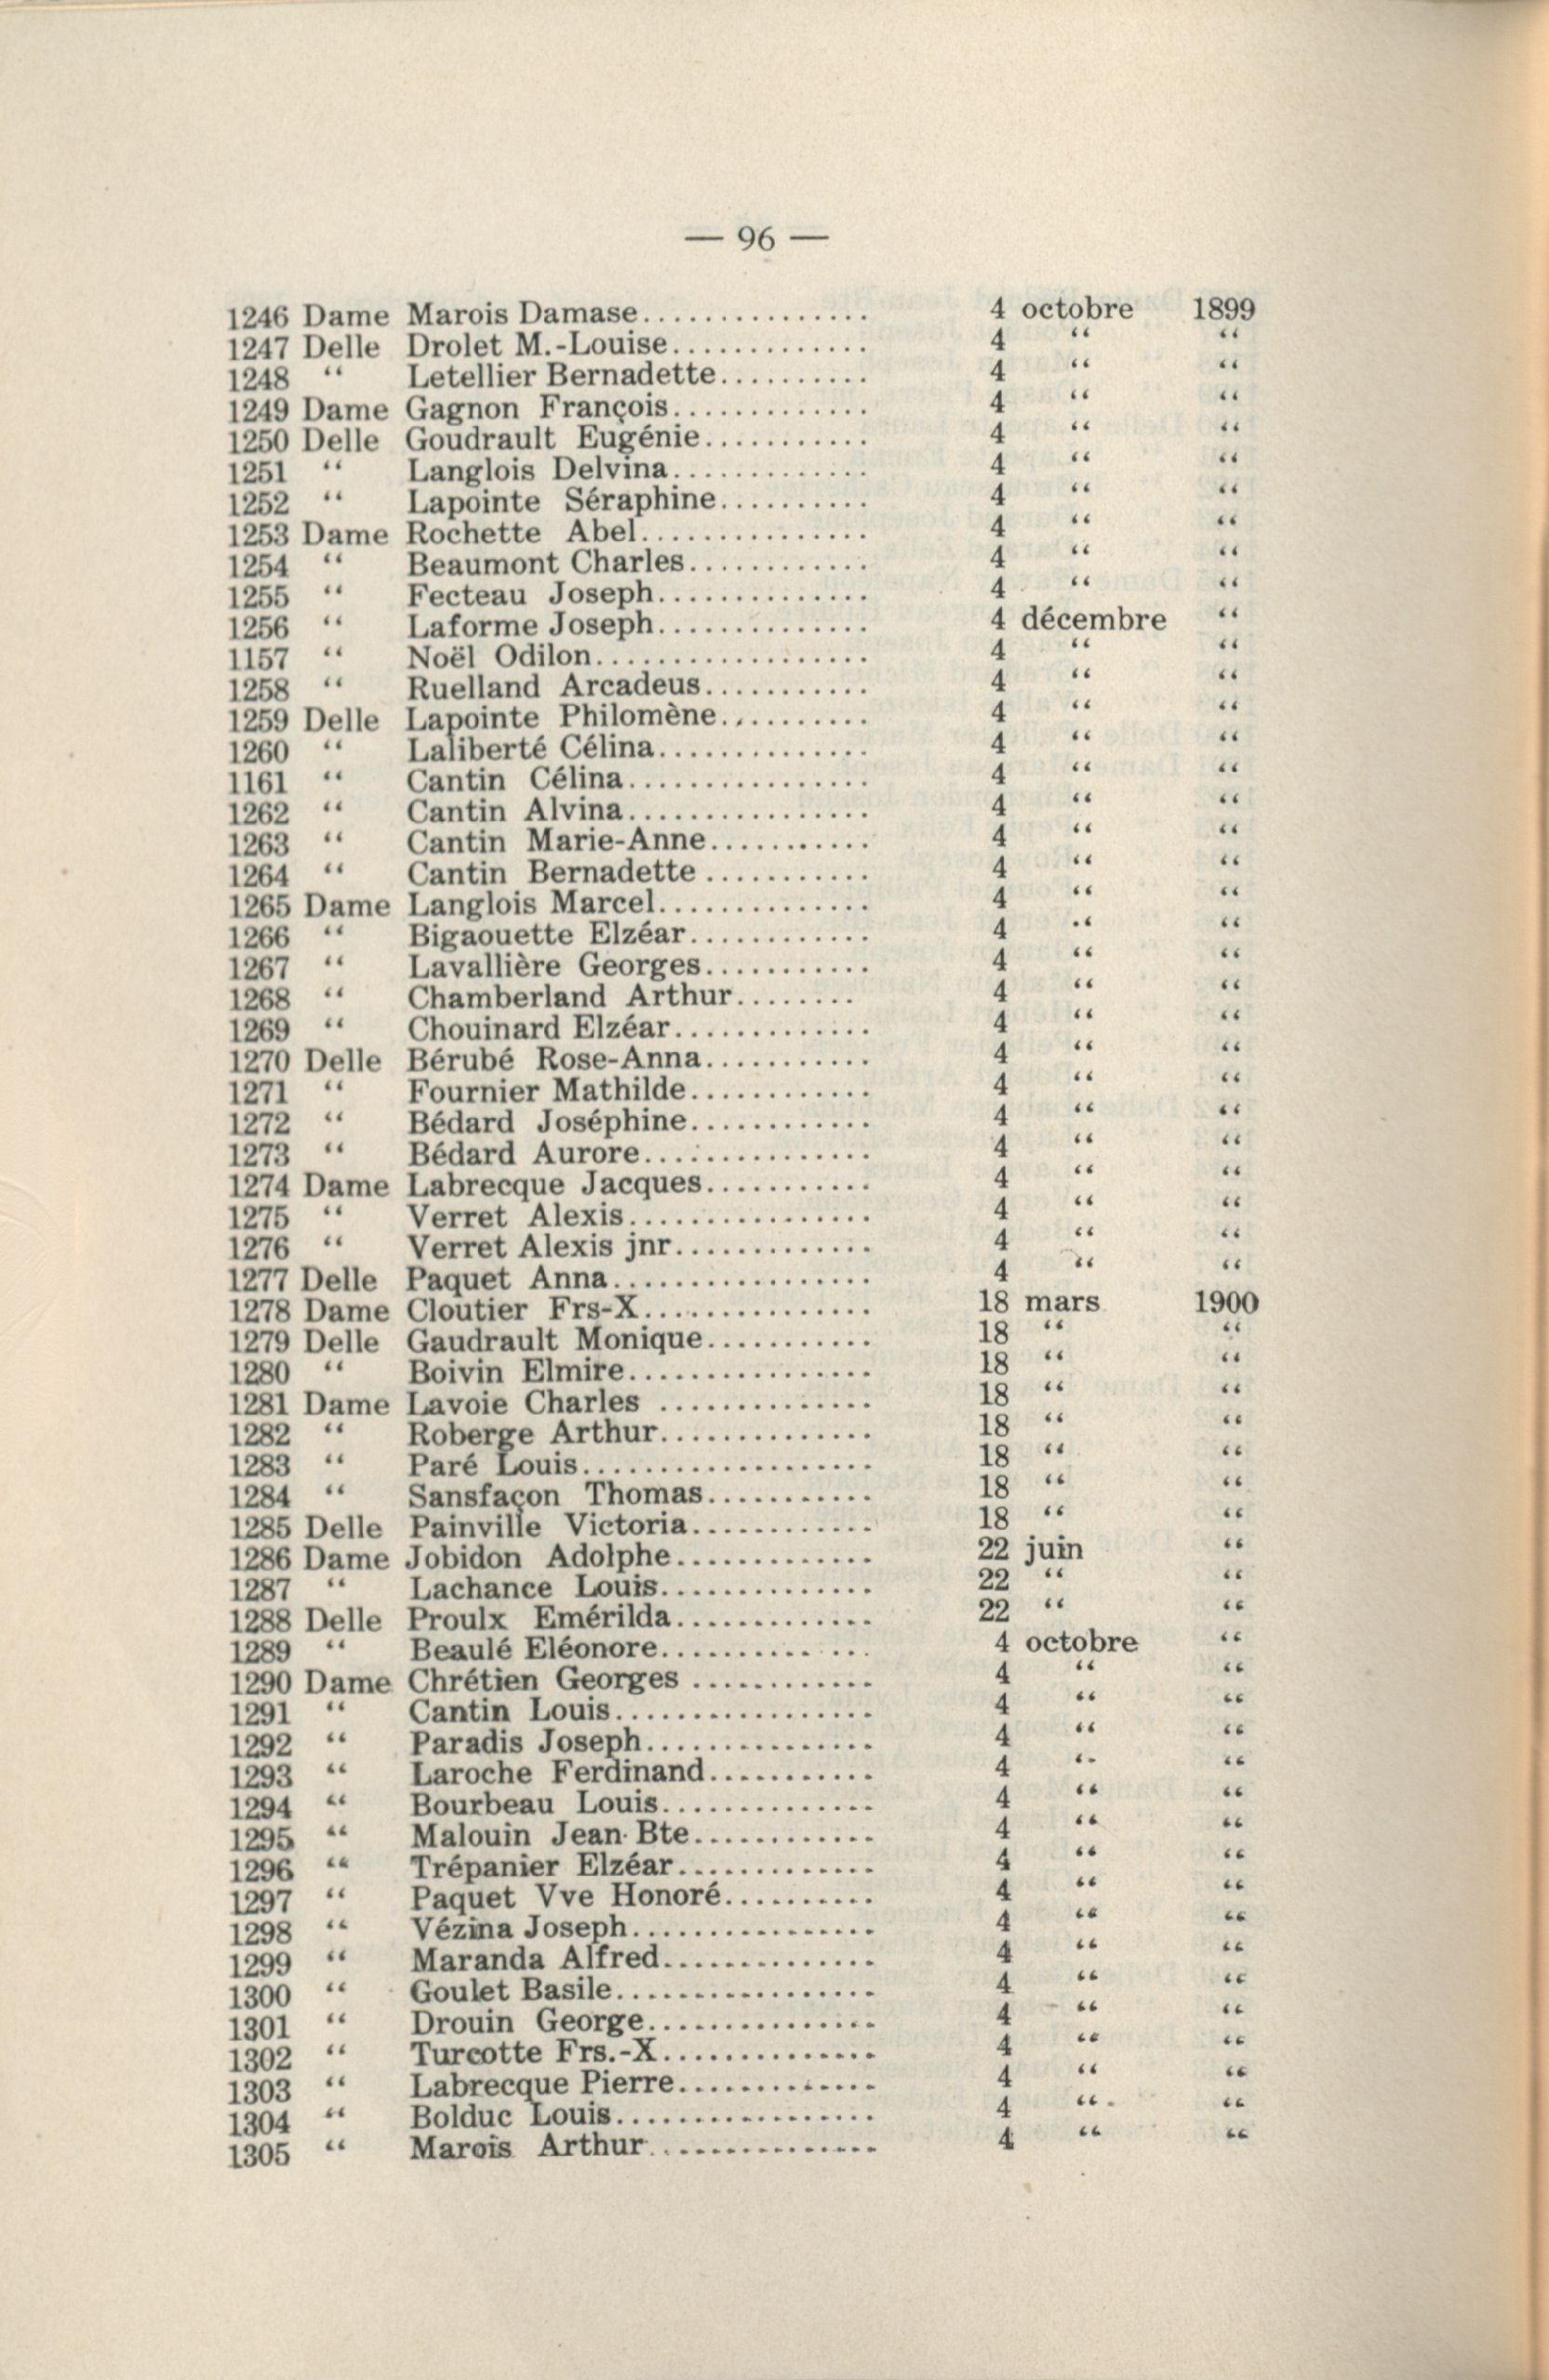 — 96 —
1246 Dame Marois Damase............... 4 octobre 1899
1247 Delle Drolet M.-Louise............. 4 “ “
1248 “ Letellier Bernadette.......... 4 “ “
1249 Dame Gagnon François............. 4 “ “
1250 Delle Goudrault Eugénie........... 4 “ “
1251 “ Langlois Delvina............. 4 “ “
1252 “ Lapointe Séraphine.......... 4 “ “
1253 Dame Rochette Abel............... 4 “ “
1254 “ Beaumont Charles............ 4 “ “
1255 “ Fecteau Joseph.............. 4 “ “
1256 “ Laforme Joseph.............. 4 décembre “
1157 “ Noël Odilon.................. 4 “ “
1258 “ Ruelland Arcadeus........... 4 “ “
1259 Delle Lapointe Philomène.......... 4 “ “
1260 “ Laliberté Célina.............. 4 “ “
1161 “ Cantin Célina................ 4 “ “
1262 “ Cantin Alvina................ 4 “ “
1263 “ Cantin Marie-Anne........... 4 “ “
1264 “ Cantin Bernadette ........... 4 “ “
1265 Dame Langlois Marcel.............. 4 “ “
1266 “ Bigaouette Elzéar............ 4 “ “
1267 “ Lavallière Georges........... 4 “ “
1268 “ Chamberland Arthur........ 4 “ “
1269 “ Chouinard Elzéar............. 4 “ “
1270 Delle Bérubé Rose-Anna........... 4 “ “
1271 “ Fournier Mathilde............ 4 “ “
1272 “ Bédard Joséphine............ 4 “ “
1273 “ Bédard Aurore............... 4 “ “
1274 Dame Labrecque Jacques........... 4 “ “
1275 “ Verret Alexis................ 4 “ “
1276 “ Verret Alexis jnr............. 4 “ “
1277 Delle Paquet Anna................. 4 “ “
1278 Dame Cloutier Frs-X............... 18 mars 1900
1279 Delle Gaudrault Monique........... 18 “ “
1280 “ Boivin Elmire................ 18 “ “
1281 Dame Lavoie Charles .............. 18 “ “
1282 “ Roberge Arthur.............. 18 “ “
1283 “ Paré Louis................... 18 “ “
1284 “ Sansfaçon Thomas........... 18 “ “
1285 Delle Painville Victoria............ 18 “ “
1286 Dame Jobidon Adolphe............. 22 juin “
1287 “ Lachance Louis.............. 22 “ “
1288 Delle Proulx Emérilda............. 22 “ “
1289 “ Beaulé Eléonore............. 4 octobre “
1290 Dame Chrétien Georges ............ 4 “ “
1291 “ Cantin Louis................. 4 “ “
1292 “ Paradis Joseph............... 4 “ “
1293 “ Laroche Ferdinand........... 4 “ “
1294 “ Bourbeau Louis.............. 4 “ “
1295 “ Malouin Jean-Bte............ 4 “ “
1296 “ Trépanier Elzéar............. 4 “ “
1297 “ Paquet Vve Honoré.......... 4 “ “
1298 “ Vézina Joseph................ 4 “ “
1299 “ Maranda Alfred.............. 4 “ “
1300 “ Goulet Basile................. 4 “ “
1301 “ Drouin George............... 4 “ “
1302 “ Turcotte Frs.-X.............. 4 “ “
1303 “ Labrecque Pierre............. 4 “ “
1304 “ Bolduc Louis................. 4 “ “
1305 “ Marois Arthur............... 4 “ “